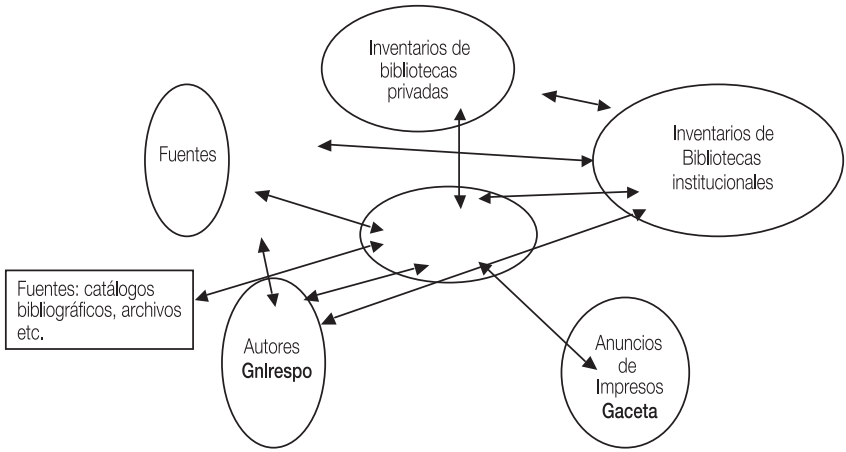 Inventarios de
bibliotecas
privadas
Fuentes
Inventarios de
Bibliotecas
institucionales
Fuentes: catálogos
bibliográficos, archivos
etc.
Autores
Gnlrespo
Anuncios
de
Impresos
Gaceta